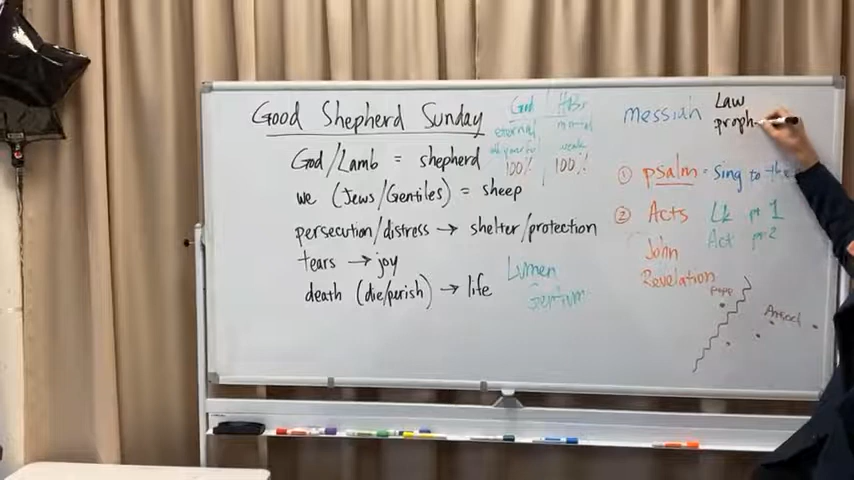 Good Shepherd Sunday
God/Lamb = shepherd
we (Jews/Gentiles) = sheep
persecution/distress → shelter/protection
tears → joy
death (die/perish) → life
God
eternal
weak
100% 100%
Lumen
messiah
Law
proph
① psalm = sing to the
② Acts Lk pt 1
Act pt 2
John
Revelation